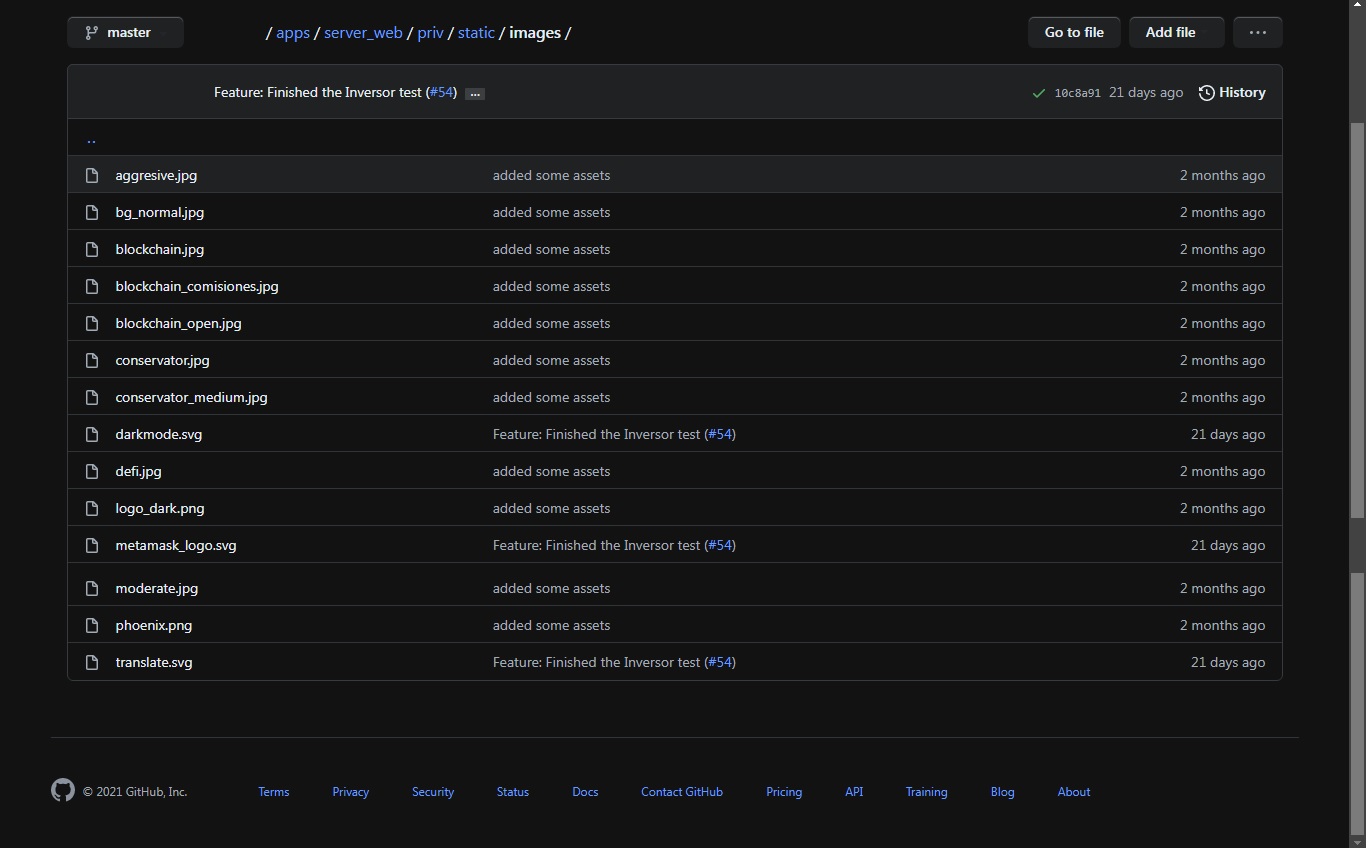 master / apps / server_web / priv / static / images / Go to file Add file ...
Feature: Finished the Inversor test (#54) ... 10c8a91 21 days ago History
..
aggresive.jpg added some assets 2 months ago
bg_normal.jpg added some assets 2 months ago
blockchain.jpg added some assets 2 months ago
blockchain_comisiones.jpg added some assets 2 months ago
blockchain_open.jpg added some assets 2 months ago
conservator.jpg added some assets 2 months ago
conservator_medium.jpg added some assets 2 months ago
darkmode.svg Feature: Finished the Inversor test (#54) 21 days ago
defi.jpg added some assets 2 months ago
logo_dark.png added some assets 2 months ago
metamask_logo.svg Feature: Finished the Inversor test (#54) 21 days ago
moderate.jpg added some assets 2 months ago
phoenix.png added some assets 2 months ago
translate.svg Feature: Finished the Inversor test (#54) 21 days ago
© 2021 GitHub, Inc. Terms Privacy Security Status Docs Contact GitHub Pricing API Training Blog About